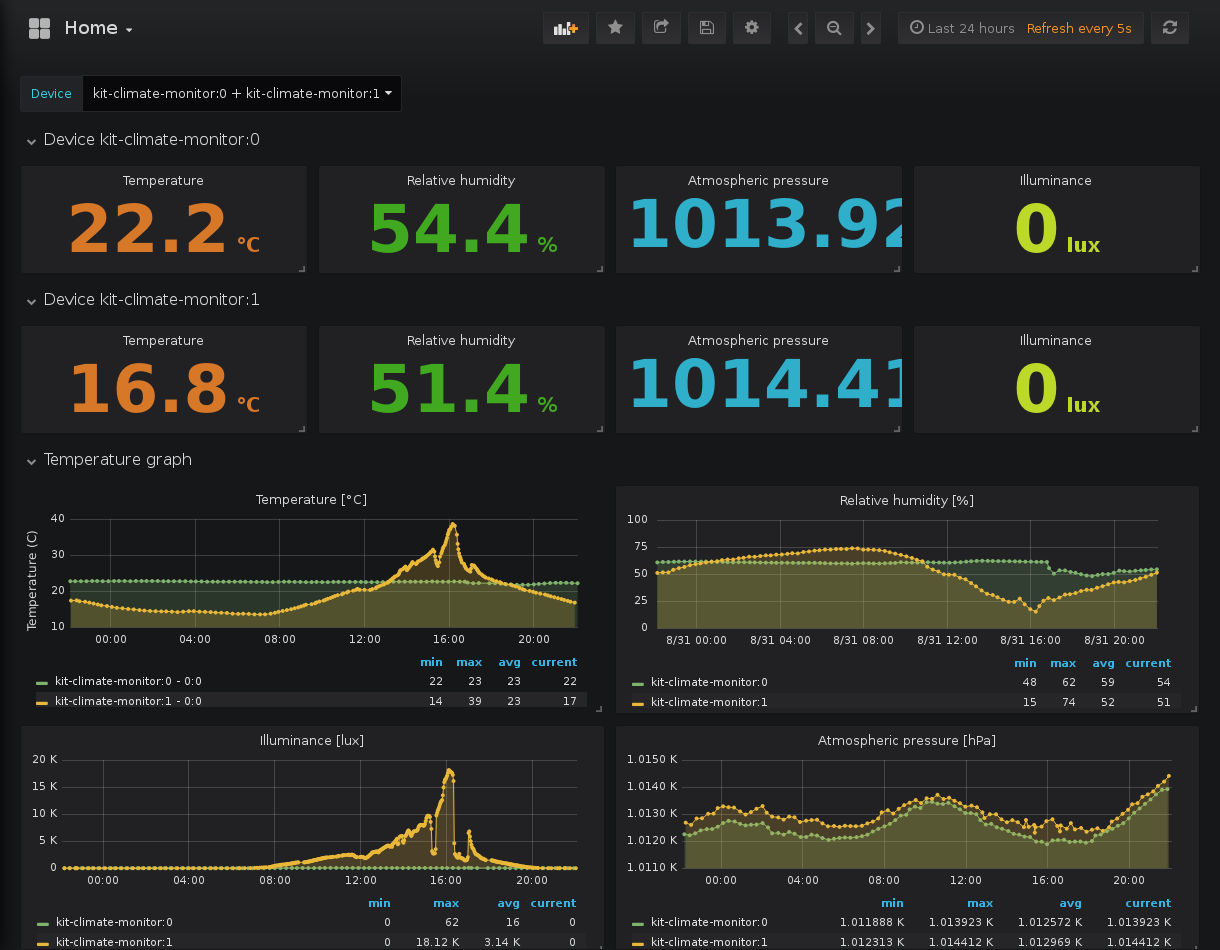 Home
Last 24 hours Refresh every 5s
Device kit-climate-monitor:0 + kit-climate-monitor:1
Device kit-climate-monitor:0
Temperature Relative humidity Atmospheric pressure Illuminance
22.2 °C 54.4 % 1013.92 0 lux
Device kit-climate-monitor:1
Temperature Relative humidity Atmospheric pressure Illuminance
16.8 °C 51.4 % 1014.41 0 lux
Temperature graph
Temperature [°C]
Temperature (C)
40
30
20
10
00:00 04:00 08:00 12:00 16:00 20:00
min max avg current
kit-climate-monitor:0 - 0:0 22 23 23 22
kit-climate-monitor:1 - 0:0 14 39 23 17
Relative humidity [%]
100
75
50
25
0
8/31 00:00 8/31 04:00 8/31 08:00 8/31 12:00 8/31 16:00 8/31 20:00
min max avg current
kit-climate-monitor:0 48 62 59 54
kit-climate-monitor:1 15 74 52 51
Illuminance [lux]
20 K
15 K
10 K
5 K
0
00:00 04:00 08:00 12:00 16:00 20:00
min max avg current
kit-climate-monitor:0 0 62 16 0
kit-climate-monitor:1 0 18.12 K 3.14 K 0
Atmospheric pressure [hPa]
1.0150 K
1.0140 K
1.0130 K
1.0120 K
1.0110 K
00:00 04:00 08:00 12:00 16:00 20:00
min max avg current
kit-climate-monitor:0 1.011888 K 1.013923 K 1.012572 K 1.013923 K
kit-climate-monitor:1 1.012313 K 1.014412 K 1.012969 K 1.014412 K